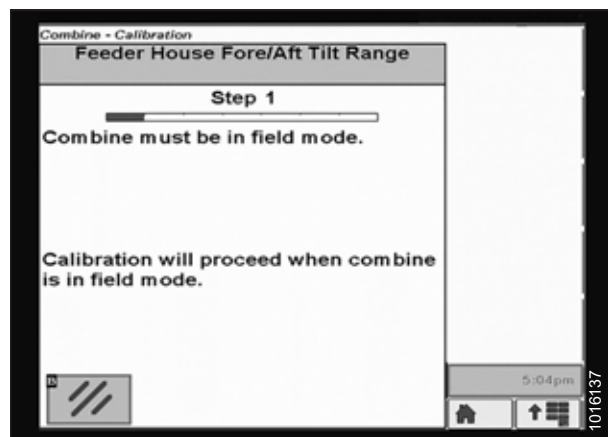 Combine - Calibration
Feeder House Fore/Aft Tilt Range
Step 1
Combine must be in field mode.
Calibration will proceed when combine
is in field mode.
5:04pm
1016137